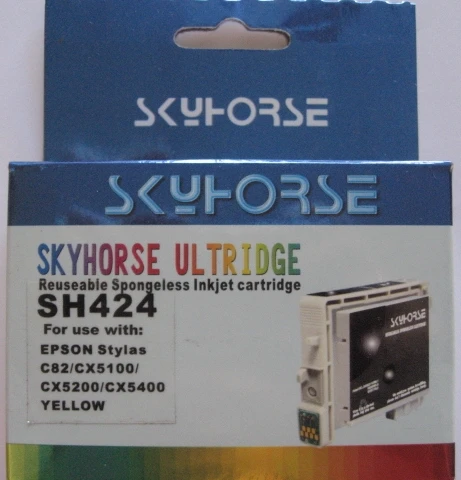 SKYHORSE
SKYHORSE
SKYHORSE ULTRIDGE
Reuseable Spongeless Inkjet cartridge
SH424
For use with:
EPSON Stylas
C82/CX5100/
CX5200/CX5400
YELLOW
SKYHORSE